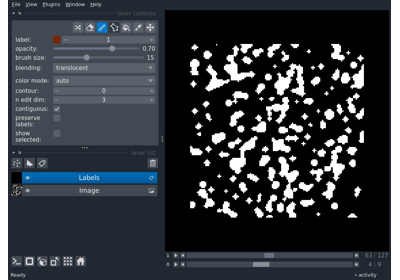 File View Plugins Window Help
layer controls
label: 1
opacity: 0.70
brush size: 15
blending: translucent
color mode: auto
contour: 0
n edit dim: 3
contiguous:
preserve
labels:
show
selected:
layer list
Labels
Image
1 63 127
0 4 9
Ready activity